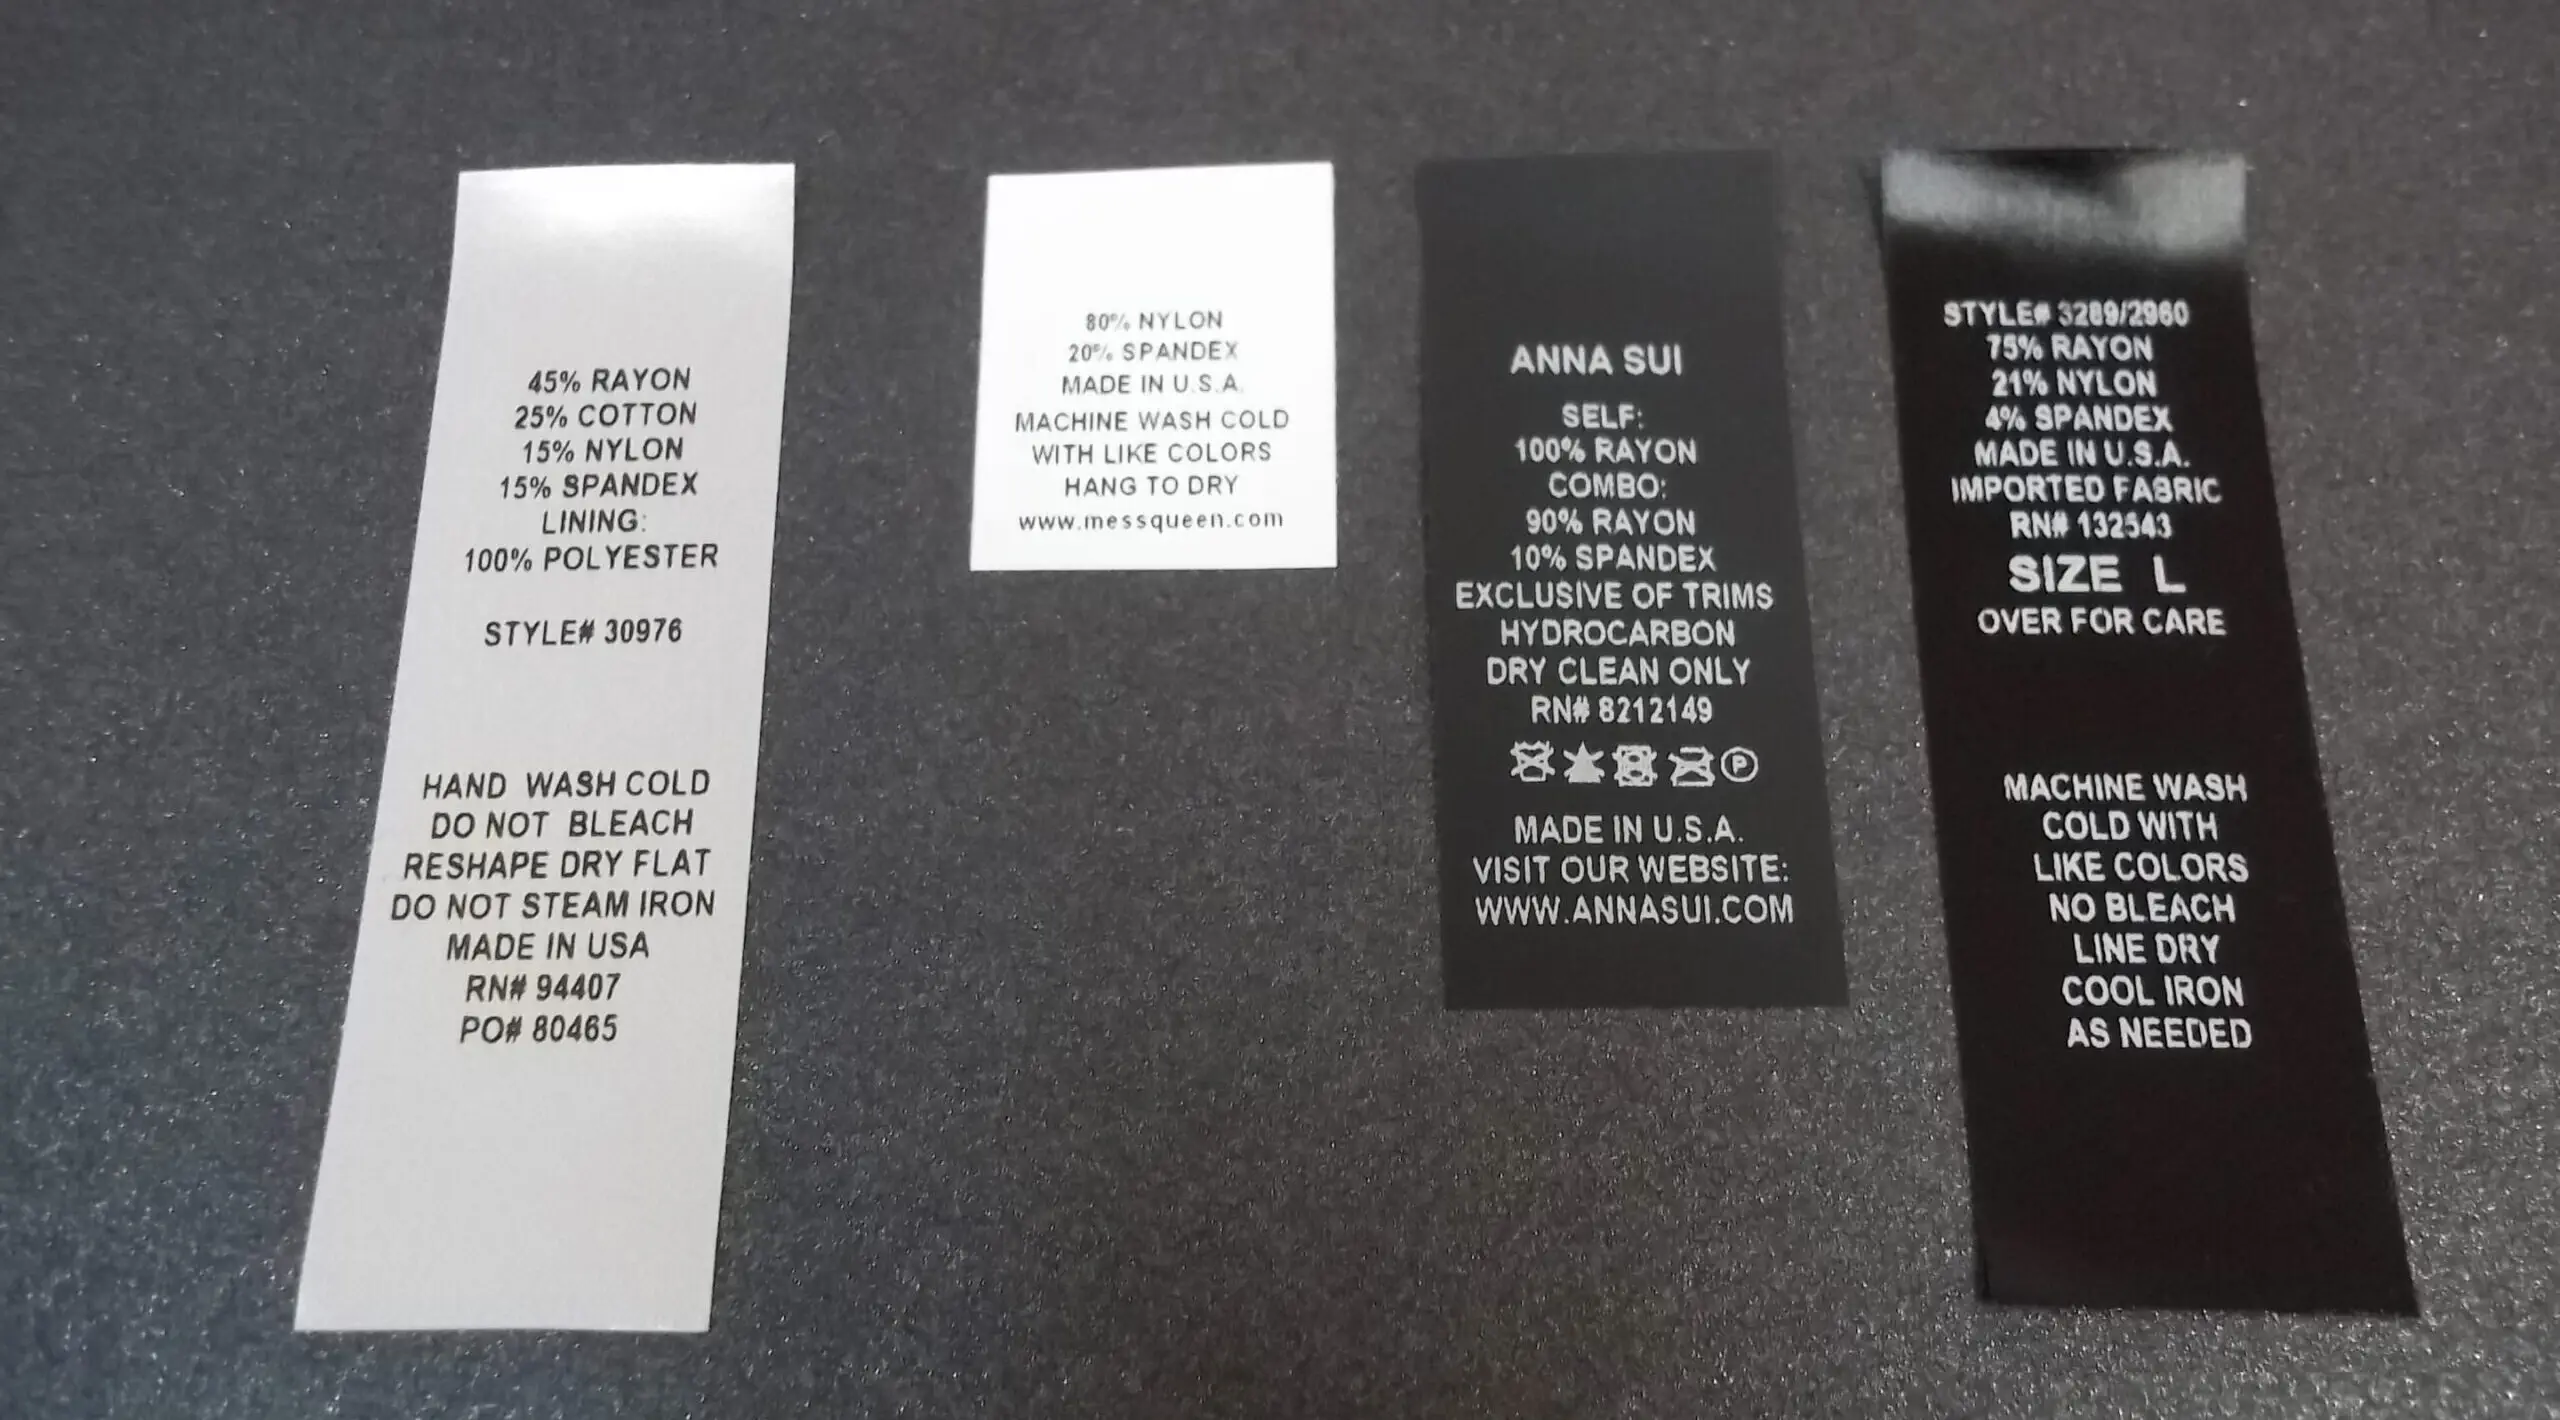 45% RAYON
25% COTTON
15% NYLON
15% SPANDEX
LINING:
100% POLYESTER
STYLE# 30976
HAND WASH COLD
DO NOT BLEACH
RESHAPE DRY FLAT
DO NOT STEAM IRON
MADE IN USA
RN# 94407
PO# 80465
80% NYLON
20% SPANDEX
MADE IN U.S.A.
MACHINE WASH COLD
WITH LIKE COLORS
HANG TO DRY
www.messqueen.com
ANNA SUI
SELF:
100% RAYON
COMBO:
90% RAYON
10% SPANDEX
EXCLUSIVE OF TRIMS
HYDROCARBON
DRY CLEAN ONLY
RN# 8212149
P
MADE IN U.S.A.
VISIT OUR WEBSITE:
WWW.ANNASUI.COM
STYLE# 3289/2960
75% RAYON
21% NYLON
4% SPANDEX
MADE IN U.S.A.
IMPORTED FABRIC
RN# 132543
SIZE L
OVER FOR CARE
MACHINE WASH
COLD WITH
LIKE COLORS
NO BLEACH
LINE DRY
COOL IRON
AS NEEDED